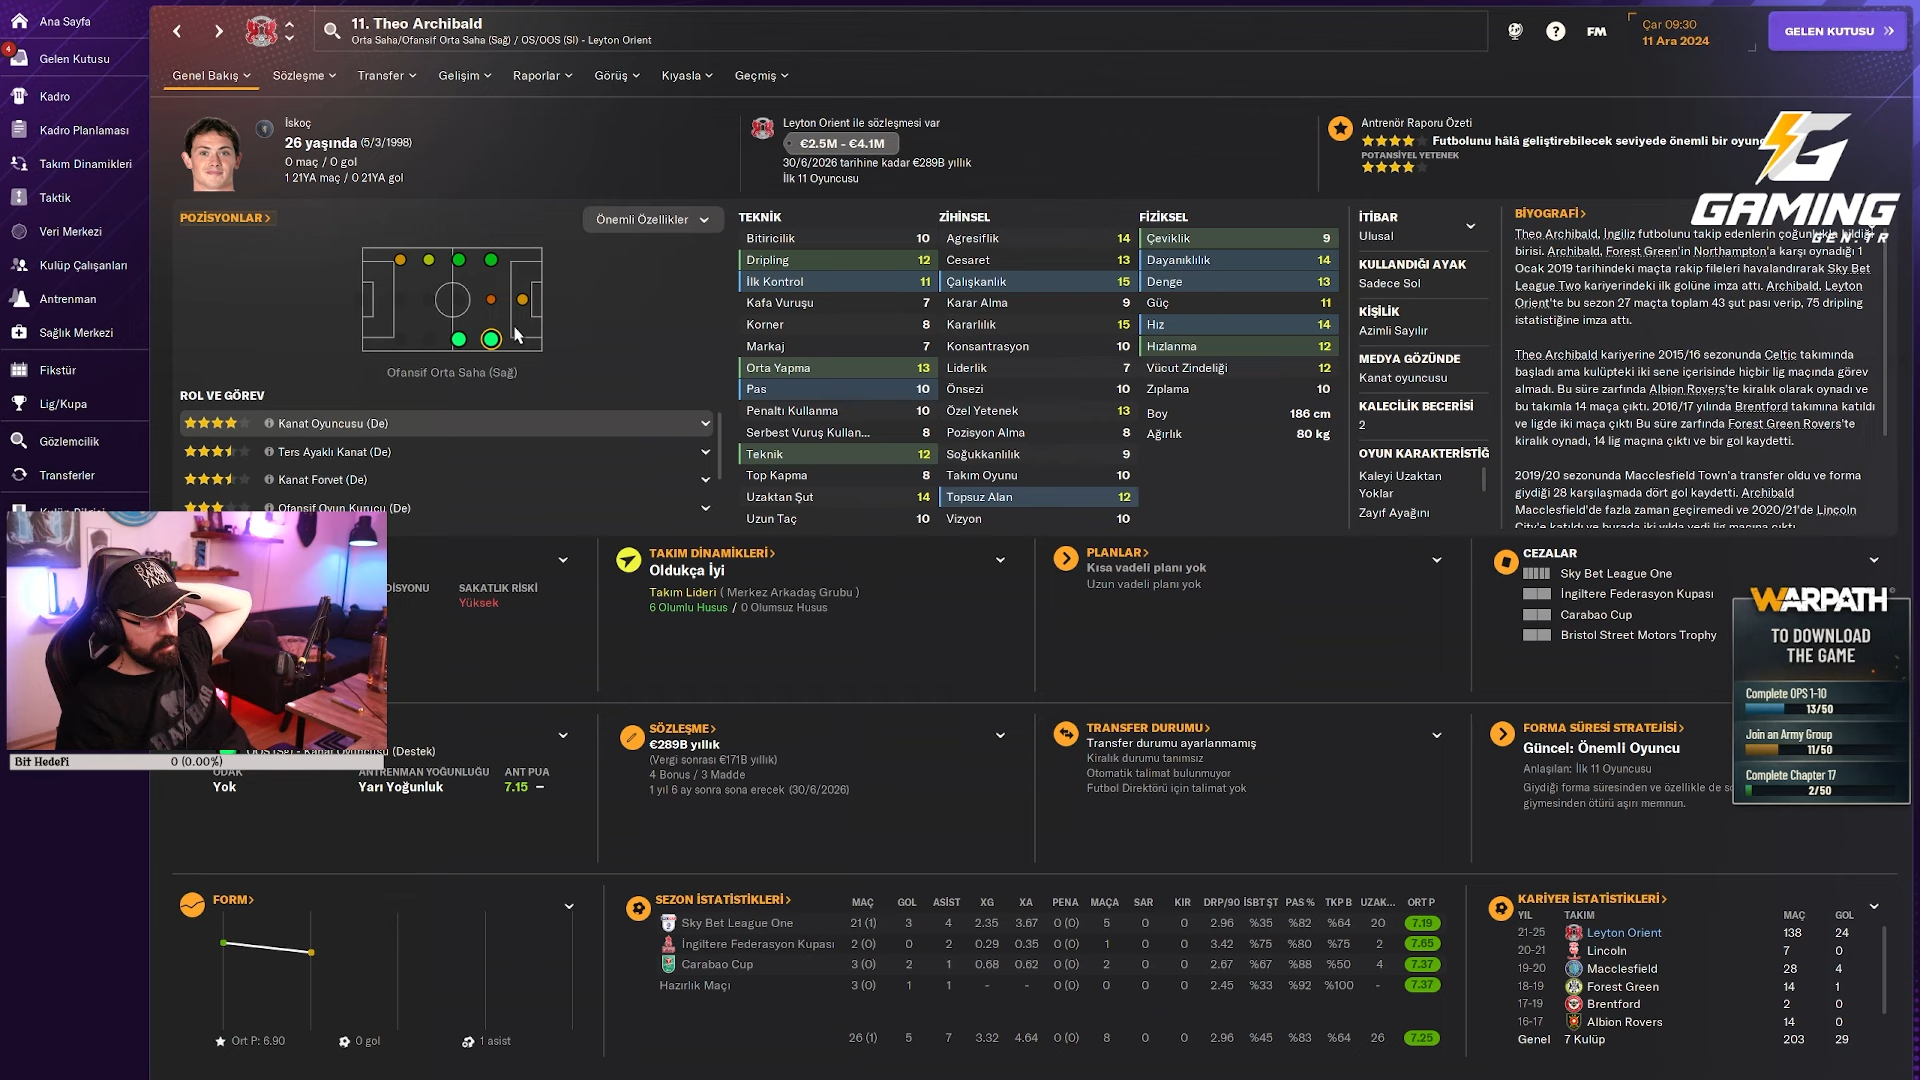 Ana Sayfa
4
Gelen Kutusu
Kadro
Kadro Planlaması
Takım Dinamikleri
Taktik
Veri Merkezi
Kulüp Çalışanları
Antrenman
Sağlık Merkezi
Fikstür
Lig/Kupa
Gözlemcilik
Transferler
11. Theo Archibald
Orta Saha/Ofansif Orta Saha (Sağ) / OS/OOS (Sl) - Leyton Orient
FM
Çar 09:30
11 Ara 2024
GELEN KUTUSU
Genel Bakış
Sözleşme
Transfer
Gelişim
Raporlar
Görüş
Kıyasla
Geçmiş
İskoç
26 yaşında (5/3/1998)
0 maç / 0 gol
1 21YA maç / 0 21YA gol
Leyton Orient ile sözleşmesi var
€2.5M - €4.1M
30/6/2026 tarihine kadar €289B yıllık
İlk 11 Oyuncusu
Antrenör Raporu Özeti
Futbolunu hâlâ geliştirebilecek seviyede önemli bir oyunc
POTANSİYEL YETENEK
GAMING
GEN.TR
POZİSYONLAR
Önemli Özellikler
Ofansif Orta Saha (Sağ)
ROL VE GÖREV
Kanat Oyuncusu (De)
Ters Ayaklı Kanat (De)
Kanat Forvet (De)
Ofansif Oyun Kurucu (De)
TEKNİK
Bitiricilik 10
Dripling 12
İlk Kontrol 11
Kafa Vuruşu 7
Korner 8
Markaj 7
Orta Yapma 13
Pas 10
Penaltı Kullanma 10
Serbest Vuruş Kullan... 8
Teknik 12
Top Kapma 8
Uzaktan Şut 14
Uzun Taç 10
ZİHİNSEL
Agresiflik 14
Cesaret 13
Çalışkanlık 15
Karar Alma 9
Kararlılık 15
Konsantrasyon 10
Liderlik 7
Önsezi 10
Özel Yetenek 13
Pozisyon Alma 8
Soğukkanlılık 9
Takım Oyunu 10
Topsuz Alan 12
Vizyon 10
FİZİKSEL
Çeviklik 9
Dayanıklılık 14
Denge 13
Güç 11
Hız 14
Hızlanma 12
Vücut Zindeliği 12
Zıplama 10
Boy 186 cm
Ağırlık 80 kg
İTİBAR
Ulusal
KULLANDIĞI AYAK
Sadece Sol
KİŞİLİK
Azimli Sayılır
MEDYA GÖZÜNDE
Kanat oyuncusu
KALECİLİK BECERİSİ
2
OYUN KARAKTERİSTİĞ
Kaleyi Uzaktan
Yoklar
Zayıf Ayağını
BİYOGRAFİ
Theo Archibald, İngiliz futbolunu takip edenlerin çoğunlukla bildiği
birisi. Archibald, Forest Green'in Northampton'a karşı oynadığı 1
Ocak 2019 tarihindeki maçta rakip fileleri havalandırarak Sky Bet
League Two kariyerindeki ilk golüne imza attı. Archibald, Leyton
Orient'te bu sezon 27 maçta toplam 43 şut pası verip, 75 dripling
istatistiğine imza attı.
Theo Archibald kariyerine 2015/16 sezonunda Celtic takımında
başladı ama kulüpteki iki sene içerisinde hiçbir lig maçında görev
almadı. Bu süre zarfında Albion Rovers'te kiralık olarak oynadı ve
bu takımla 14 maça çıktı. 2016/17 yılında Brentford takımına katıldı
ve ligde iki maça çıktı Bu süre zarfında Forest Green Rovers'te
kiralık oynadı, 14 lig maçına çıktı ve bir gol kaydetti.
2019/20 sezonunda Macclesfield Town'a transfer oldu ve forma
giydiği 28 karşılaşmada dört gol kaydetti. Archibald
Macclesfield'de fazla zaman geçiremedi ve 2020/21'de Lincoln
City'e katıldı ve burada iki yılda yedi lig maçına çıktı.
SAKATLIK RİSKİ
Yüksek
TAKIM DİNAMİKLERİ
Oldukça İyi
Takım Lideri ( Merkez Arkadaş Grubu )
6 Olumlu Husus / 0 Olumsuz Husus
PLANLAR
Kısa vadeli planı yok
Uzun vadeli planı yok
CEZALAR
Sky Bet League One
İngiltere Federasyon Kupası
Carabao Cup
Bristol Street Motors Trophy
WARPATH
TO DOWNLOAD
THE GAME
Complete OPS 1-10
13/50
Join an Army Group
11/50
Complete Chapter 17
2/50
Bit Hedefi 0 (0.00%)
ODAK
Yok
ANTRENMAN YOĞUNLUĞU
Yarı Yoğunluk
ANT PUA
7.15 –
SÖZLEŞME
€289B yıllık
(Vergi sonrası €171B yıllık)
4 Bonus / 3 Madde
1 yıl 6 ay sonra sona erecek (30/6/2026)
TRANSFER DURUMU
Transfer durumu ayarlanmamış
Kiralık durumu tanımsız
Otomatik talimat bulunmuyor
Futbol Direktörü için talimat yok
FORMA SÜRESİ STRATEJİSİ
Güncel: Önemli Oyuncu
Anlaşılan: İlk 11 Oyuncusu
Giydiği forma süresinden ve özellikle de
giymesinden ötürü aşırı memnun.
FORM
Ort P: 6.90
0 gol
1 asist
SEZON İSTATİSTİKLERİ MAÇ GOL ASİST XG XA PENA MAÇA SAR KIR DRP/90 İSBT ŞT PAS % TKP B UZAK... ORT P
Sky Bet League One 21 (1) 3 4 2.35 3.67 0 (0) 5 0 0 2.96 %35 %82 %64 20 7.19
İngiltere Federasyon Kupası 2 (0) 0 2 0.29 0.35 0 (0) 1 0 0 3.42 %75 %80 %75 2 7.65
Carabao Cup 3 (0) 2 1 0.68 0.62 0 (0) 2 0 0 2.67 %67 %88 %50 4 7.37
Hazırlık Maçı 3 (0) 1 1 - - 0 (0) 0 0 0 2.45 %33 %92 %100 - 7.37
26 (1) 5 7 3.32 4.64 0 (0) 8 0 0 2.96 %45 %83 %64 26 7.25
KARİYER İSTATİSTİKLERİ
YIL TAKIM MAÇ GOL
21-25 Leyton Orient 138 24
20-21 Lincoln 7 0
19-20 Macclesfield 28 4
18-19 Forest Green 14 1
17-19 Brentford 2 0
16-17 Albion Rovers 14 0
Genel 7 Kulüp 203 29